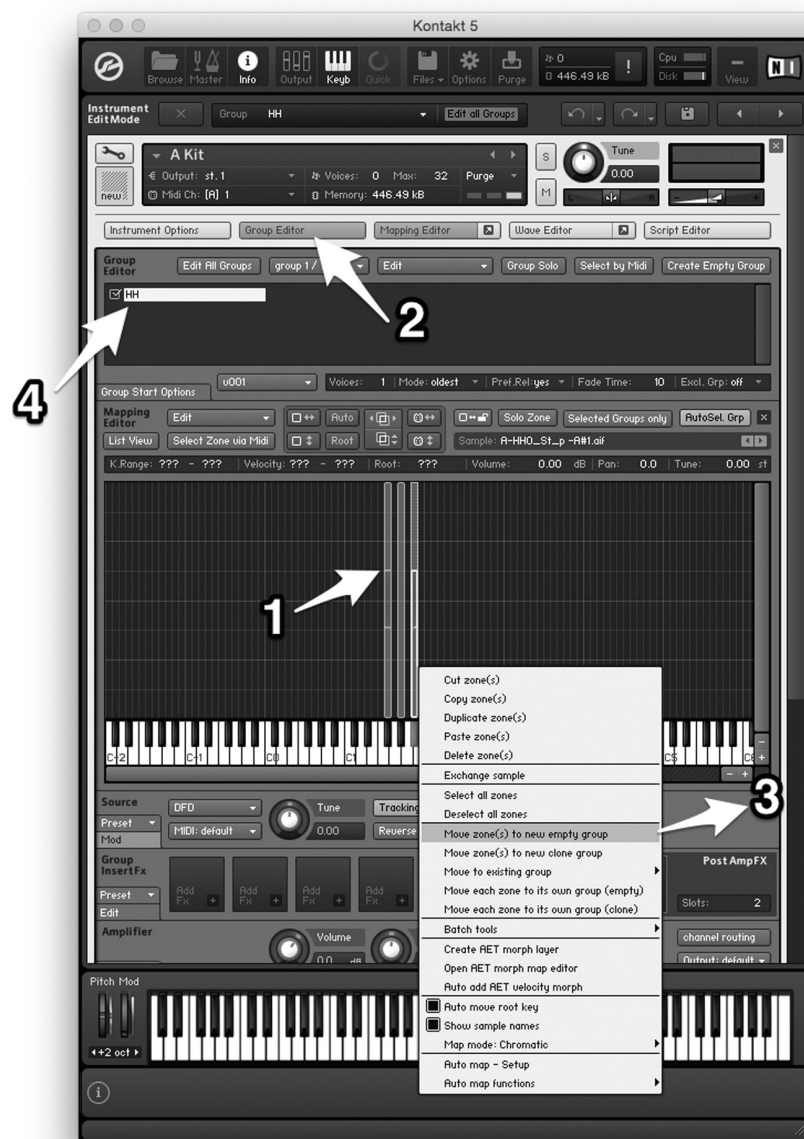 Kontakt 5
Browse Master Info Output Keyb Quick Files Options Purge 0 446.49 kB ! Cpu Disk View NI
Instrument Edit Mode × Group HH Edit all Groups
A Kit S Tune
Output: st.1 Voices: 0 Max: 32 Purge 0.00
new Midi Ch: [A] 1 Memory: 446.49 kB M L R
Instrument Options Group Editor Mapping Editor Wave Editor Script Editor
Group Editor Edit All Groups group 1/ Edit Group Solo Select by Midi Create Empty Group
HH
2
4
Group Start Options v001 Voices: 1 Mode: oldest Pref.Rel:yes Fade Time: 10 Excl. Grp: off
Mapping Editor Edit Auto Solo Zone Selected Groups only AutoSel. Grp ×
List View Select Zone via Midi Root Sample: A-HHO_St_p -A#1.aif
K.Range: ??? - ??? Velocity: ??? - ??? Root: ??? Volume: 0.00 dB Pan: 0.0 Tune: 0.00 st
1
C-2 C-1 C0 C1 C5 C6
Cut zone(s)
Copy zone(s)
Duplicate zone(s)
Paste zone(s)
Delete zone(s)
Exchange sample
Select all zones
Deselect all zones
Move zone(s) to new empty group
Move zone(s) to new clone group
Move to existing group
Move each zone to its own group (empty)
Move each zone to its own group (clone)
Batch tools
Create AET morph layer
Open AET morph map editor
Auto add AET velocity morph
Auto move root key
Show sample names
Map mode: Chromatic
Auto map - Setup
Auto map functions
3
Source DFD Tune Tracking
Preset MIDI: default 0.00 Reverse
Mod
Group InsertFx Add Fx + Add Fx + Add Fx + Add Fx + Post AmpFX
Preset
Edit Slots: 2
Amplifier Volume channel routing
0.0 dB Output: default
Pitch Mod
+2 oct